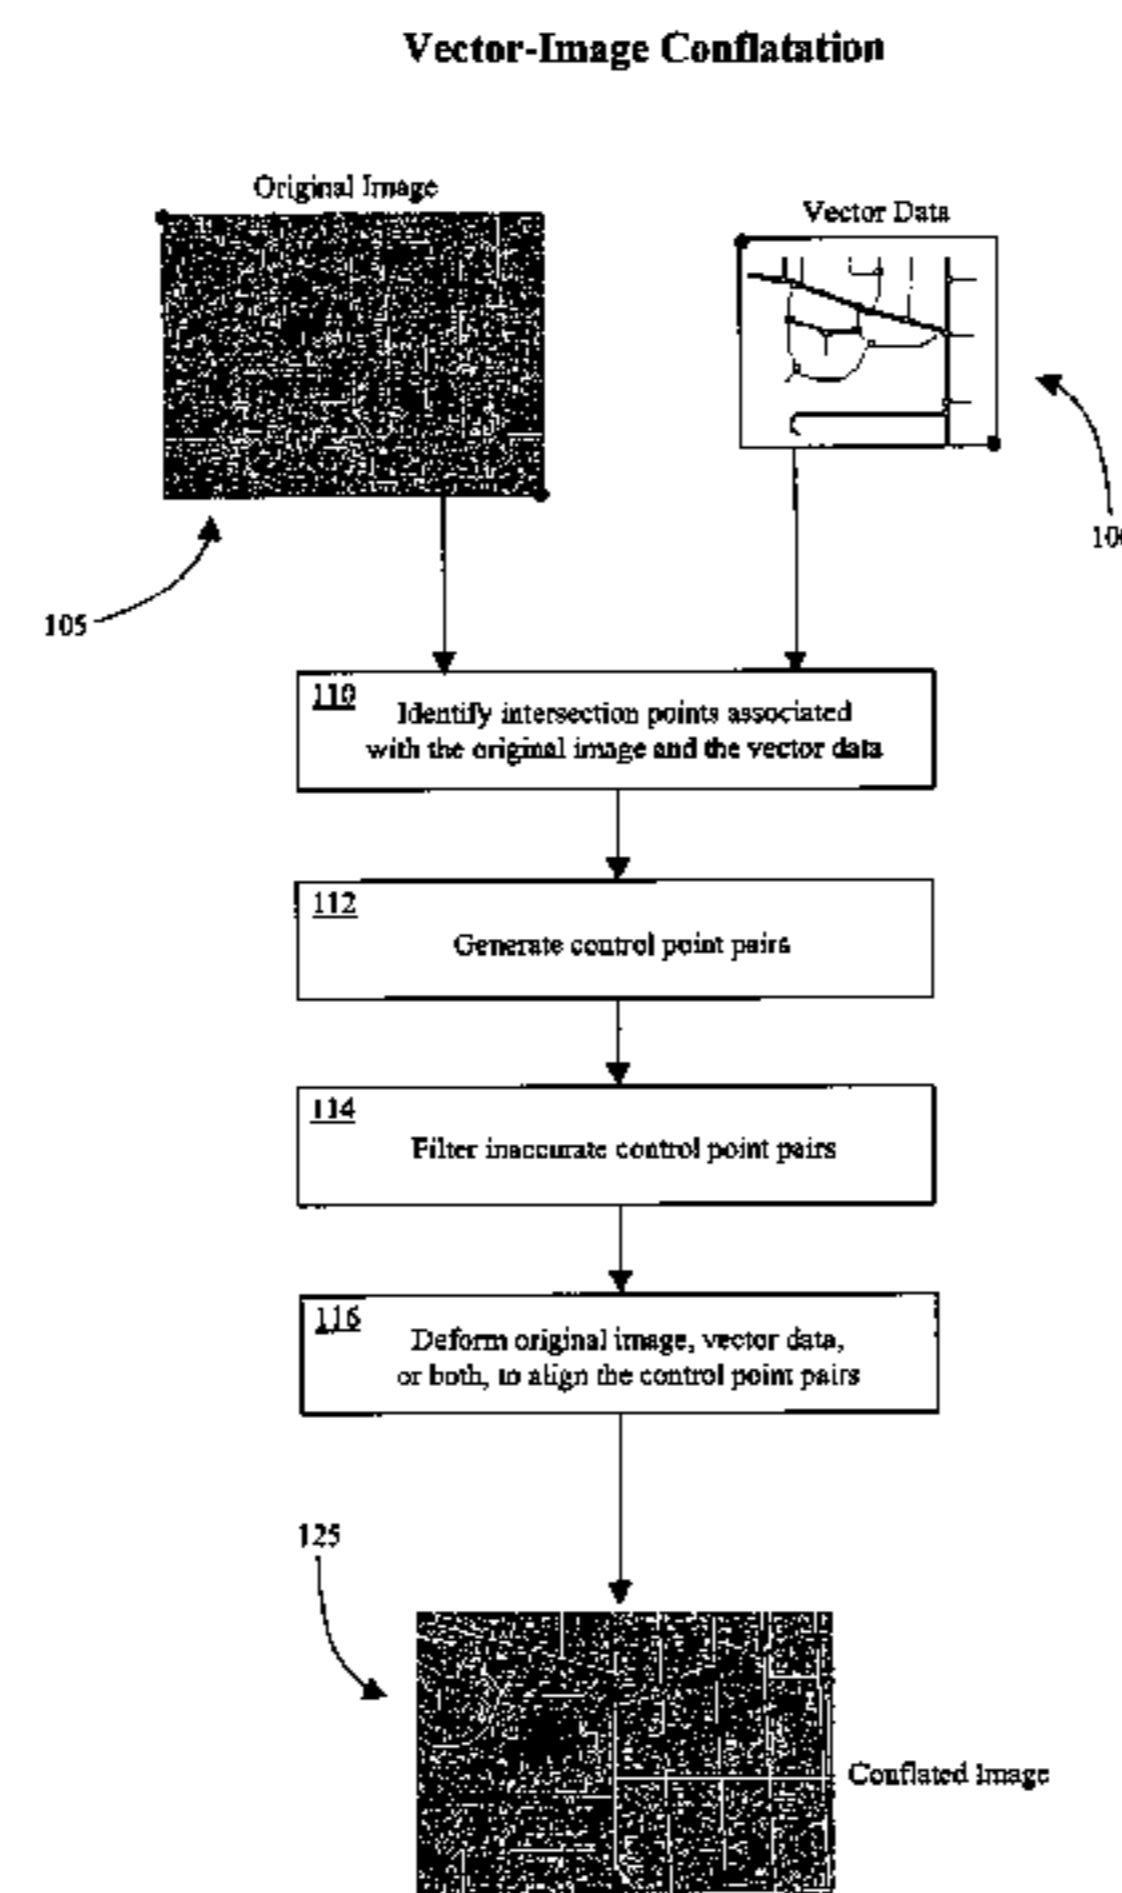 Vector-Image Conflatation
Original Image
Vector Data
105
110
Identify intersection points associated
with the original image and the vector data
112
Generate control point pairs
114
Filter inaccurate control point pairs
116
Deform original image, vector data,
or both, to align the control point pairs
125
Conflated Image